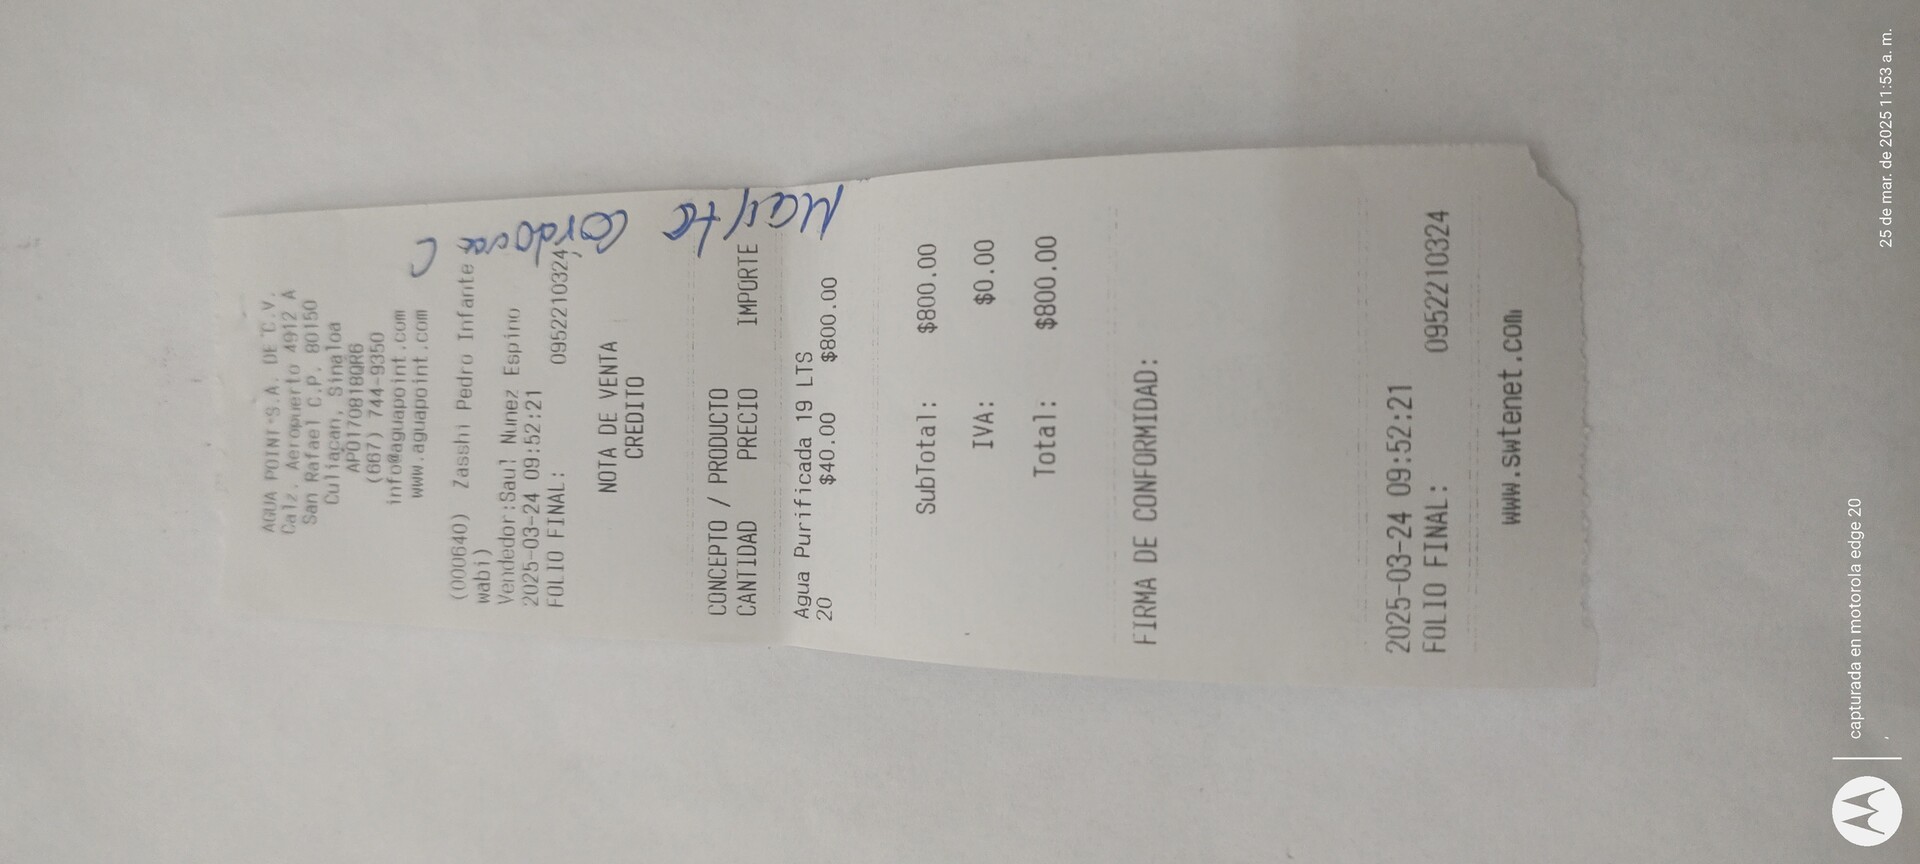 AGUA POINT S.A. DE C.V.
Calz. Aeropuerto 4912 A
San Rafael C.P. 80150
Culiacan, Sinaloa
APO170818QR6
(667) 744-9350
info@aguapoint.com
www.aguapoint.com
(000640) Zasshi Pedro Infante
wabi)
Vendedor:Saul Nunez Espino
2025-03-24 09:52:21
FOLIO FINAL: 0952210324
NOTA DE VENTA
CREDITO
CONCEPTO / PRODUCTO
CANTIDAD PRECIO IMPORTE
Agua Purificada 19 LTS
20 $40.00 $800.00
SubTotal: $800.00
IVA: $0.00
Total: $800.00
FIRMA DE CONFORMIDAD:
2025-03-24 09:52:21
FOLIO FINAL: 0952210324
www.swtenet.com
Cordova C
capturada en motorola edge 20
25 de mar. de 2025 11:53 a. m.